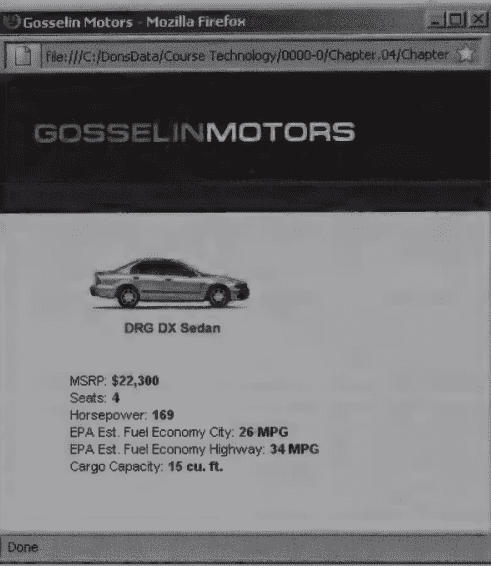 Gosselin Motors - Mozilla Firefox
file:///C:/DonsData/Course Technology/0000-0/Chapter.04/Chapter
GOSSELINMOTORS
DRG DX Sedan
MSRP: $22,300
Seats: 4
Horsepower: 169
EPA Est. Fuel Economy City: 26 MPG
EPA Est. Fuel Economy Highway: 34 MPG
Cargo Capacity: 15 cu. ft.
Done